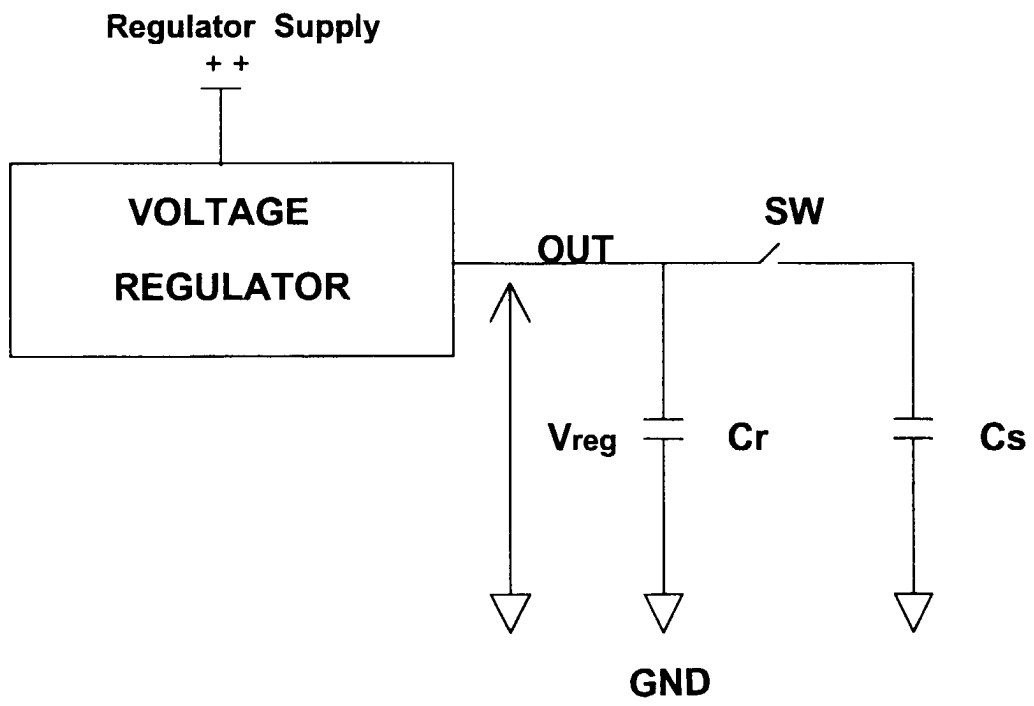 Regulator Supply
+ +
VOLTAGE
REGULATOR
OUT
SW
Vreg
Cr
Cs
GND